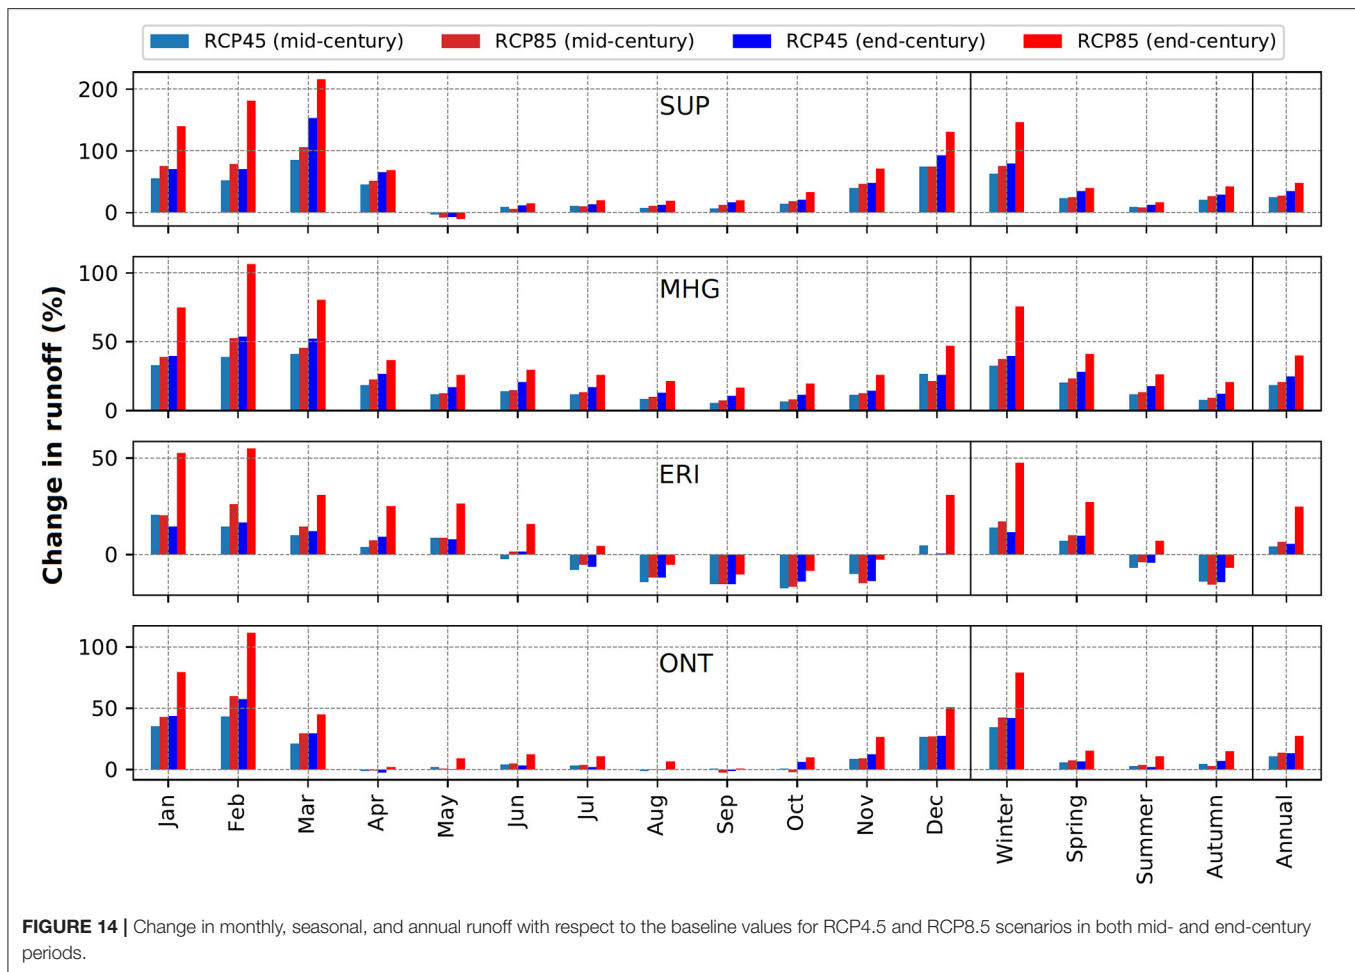 RCP45 (mid-century) RCP85 (mid-century) RCP45 (end-century) RCP85 (end-century)
Change in runoff (%)
SUP
200
100
0
MHG
100
50
0
ERI
50
0
ONT
100
50
0
Jan Feb Mar Apr May Jun Jul Aug Sep Oct Nov Dec Winter Spring Summer Autumn Annual
FIGURE 14 | Change in monthly, seasonal, and annual runoff with respect to the baseline values for RCP4.5 and RCP8.5 scenarios in both mid- and end-century
periods.